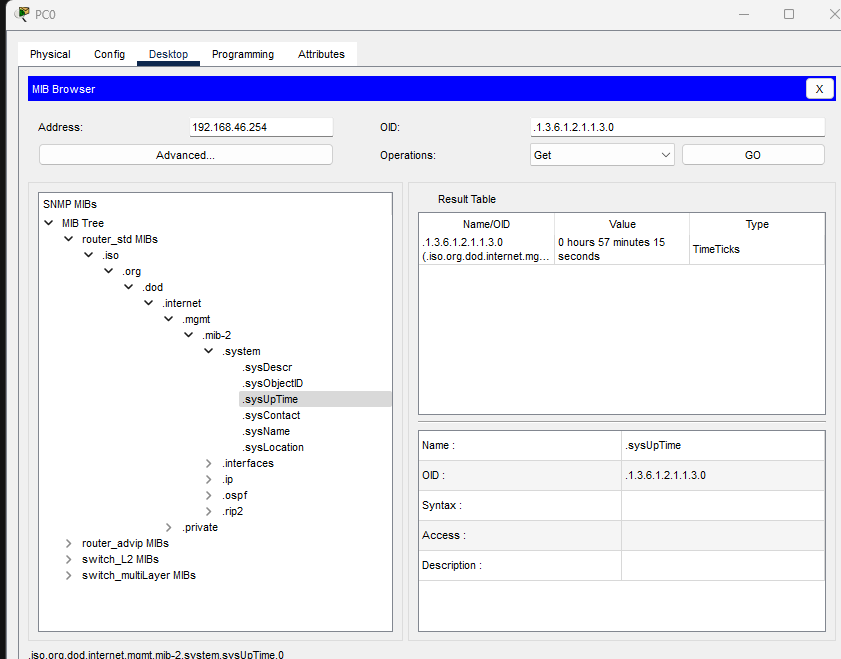 PC0
Physical Config Desktop Programming Attributes
MIB Browser X
Address: 192.168.46.254 OID: .1.3.6.1.2.1.1.3.0
Advanced... Operations: Get GO
SNMP MIBs
MIB Tree
router_std MIBs
.iso
.org
.dod
.internet
.mgmt
.mib-2
.system
.sysDescr
.sysObjectID
.sysUpTime
.sysContact
.sysName
.sysLocation
.interfaces
.ip
.ospf
.rip2
.private
router_advip MIBs
switch_L2 MIBs
switch_multiLayer MIBs
Result Table
Name/OID Value Type
.1.3.6.1.2.1.1.3.0 0 hours 57 minutes 15
(.iso.org.dod.internet.mg... seconds TimeTicks
Name : .sysUpTime
OID : .1.3.6.1.2.1.1.3.0
Syntax :
Access :
Description :
.iso.org.dod.internet.mgmt.mib-2.system.sysUpTime.0